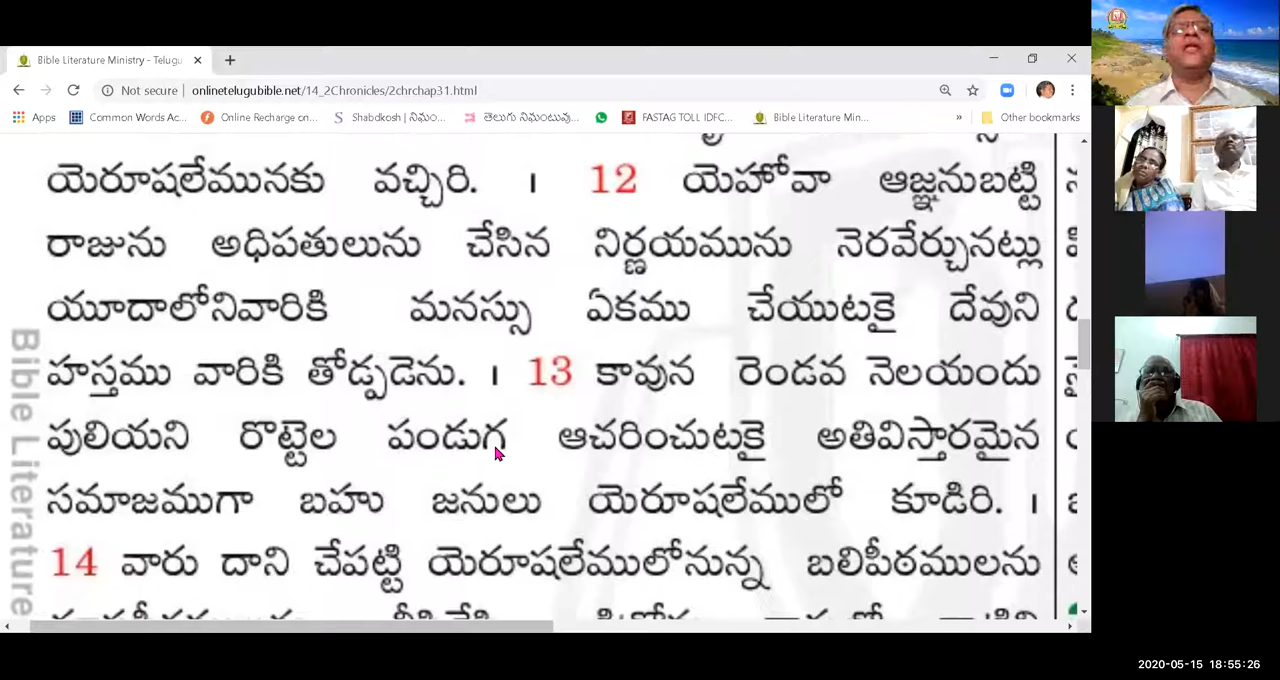 Bible Literature Ministry - Telugu
Not secure | onlinetelugubible.net/14_2Chronicles/2chrchap31.html
Apps Common Words Ac... Online Recharge on... Shabdkosh | నిఘం... తెలుగు నిఘంటువు... FASTAG TOLL IDFC... Bible Literature Min... » Other bookmarks
యెరూషలేమునకు వచ్చిరి. । 12 యెహోవా ఆజ్ఞనుబట్టి
రాజును అధిపతులును చేసిన నిర్ణయమును నెరవేర్చునట్లు
యూదాలోనివారికి మనస్సు ఏకము చేయుటకై దేవుని
హస్తము వారికి తోడ్పడెను. । 13 కావున రెండవ నెలయందు
పులియని రొట్టెల పండుగ ఆచరించుటకై అతివిస్తారమైన
సమాజముగా బహు జనులు యెరూషలేములో కూడిరి. ।
14 వారు దాని చేపట్టి యెరూషలేములోనున్న బలిపీఠములను
Bible Literature
2020-05-15 18:55:26